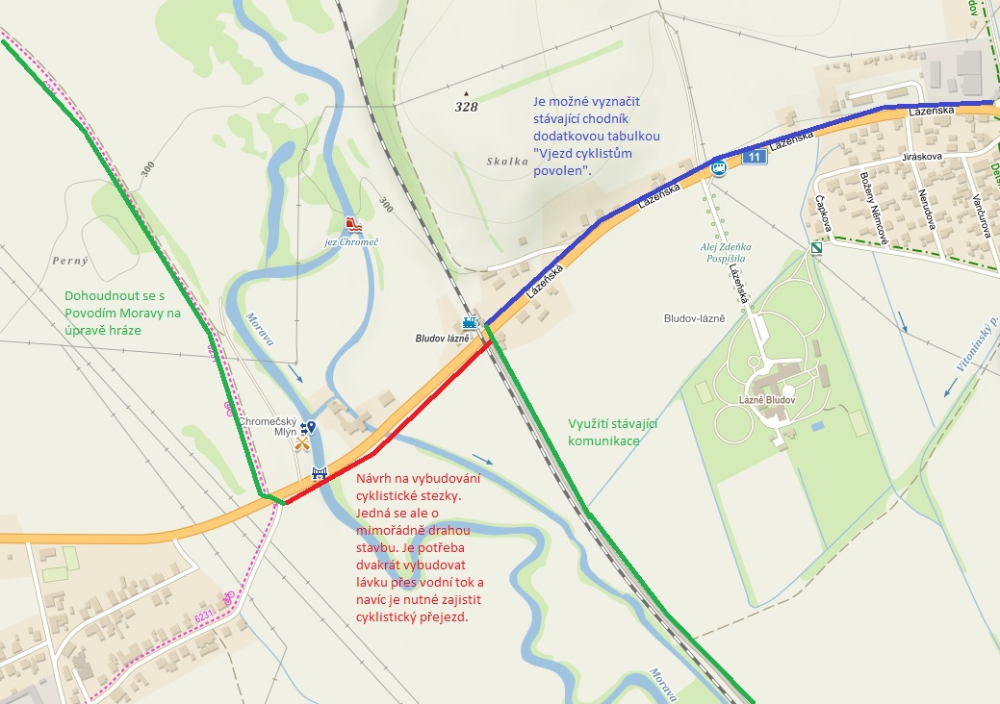 Je možné vyznačit
stávající chodník
dodatkovou tabulkou
"Vjezd cyklistům
povolen".
328
Skalka
300
300
11
Lázeňská
Lázeňská
Lázeňská
Lázeňská
Jiráskova
Boženy Němcové
Nerudova
Vančurova
Čapkova
jez Chromeč
Perný
Alej Zdeňka
Pospíšila
Lázeňská
Dohoudnout se s
Povodím Moravy na
úpravě hráze
Morava
Bludov lázně
Bludov-lázně
Vitonínský p.
Lázně Bludov
Chromečský
Mlýn
Využití stávající
komunikace
Návrh na vybudování
cyklistické stezky.
Jedná se ale o
mimořádně drahou
stavbu. Je potřeba
dvakrát vybudovat
lávku přes vodní tok a
navíc je nutné zajistit
cyklistický přejezd.
6231
Morava